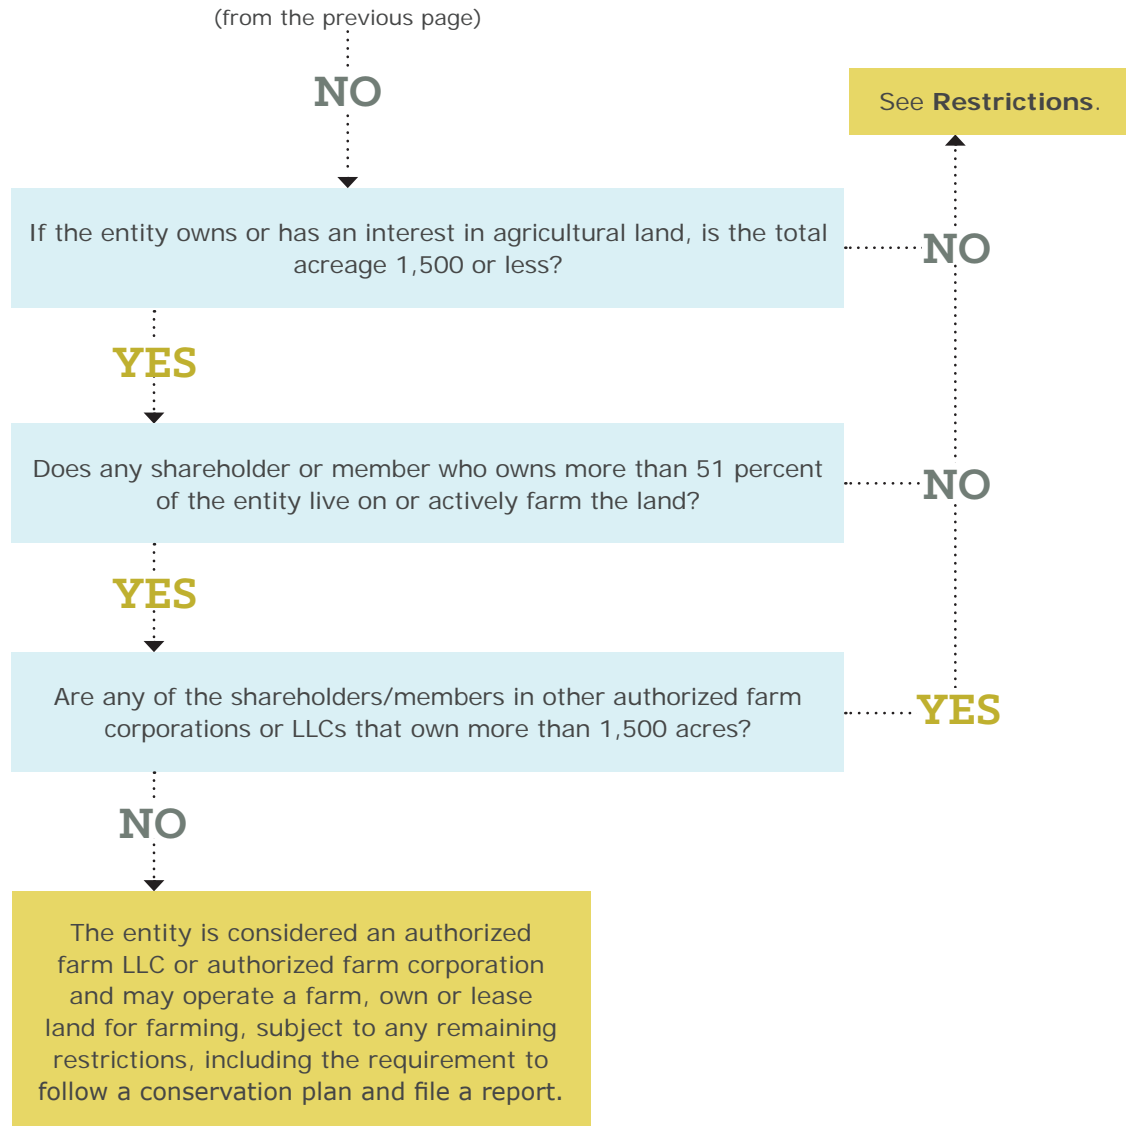 (from the previous page)
NO
See Restrictions.
If the entity owns or has an interest in agricultural land, is the total
acreage 1,500 or less?
NO
YES
Does any shareholder or member who owns more than 51 percent
of the entity live on or actively farm the land?
NO
YES
Are any of the shareholders/members in other authorized farm
corporations or LLCs that own more than 1,500 acres?
YES
NO
The entity is considered an authorized
farm LLC or authorized farm corporation
and may operate a farm, own or lease
land for farming, subject to any remaining
restrictions, including the requirement to
follow a conservation plan and file a report.